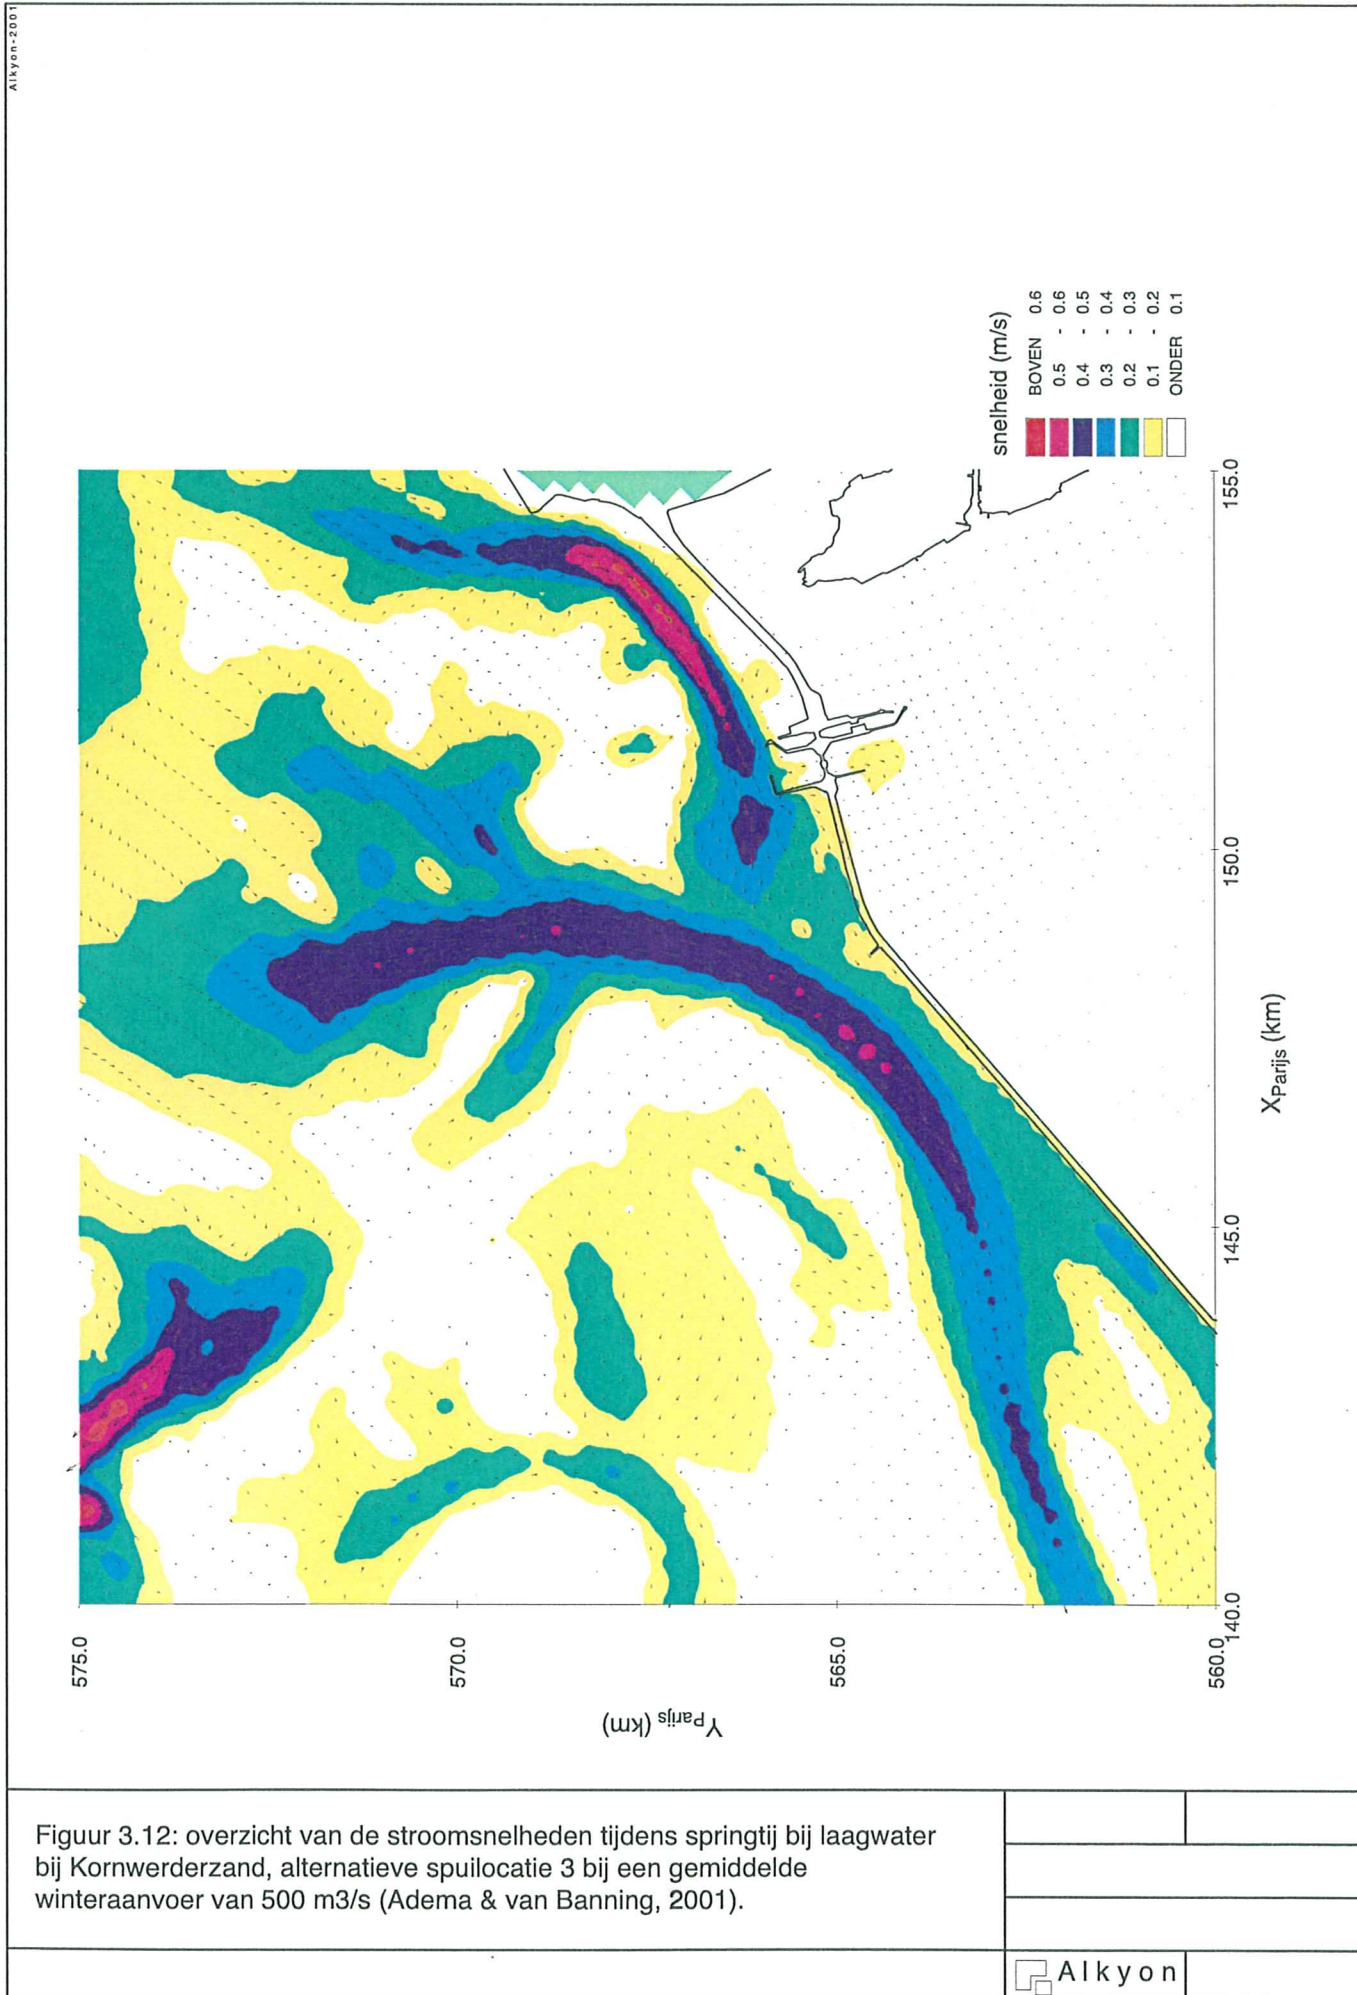 Alkyon-2001
snelheid (m/s)
BOVEN 0.6
0.5 - 0.6
0.4 - 0.5
0.3 - 0.4
0.2 - 0.3
0.1 - 0.2
ONDER 0.1
575.0
570.0
565.0
560.0
YParijs (km)
140.0
145.0
150.0
155.0
XParijs (km)
Figuur 3.12: overzicht van de stroomsnelheden tijdens springtij bij laagwater
bij Kornwerderzand, alternatieve spuilocatie 3 bij een gemiddelde
winteraanvoer van 500 m3/s (Adema & van Banning, 2001).
Alkyon